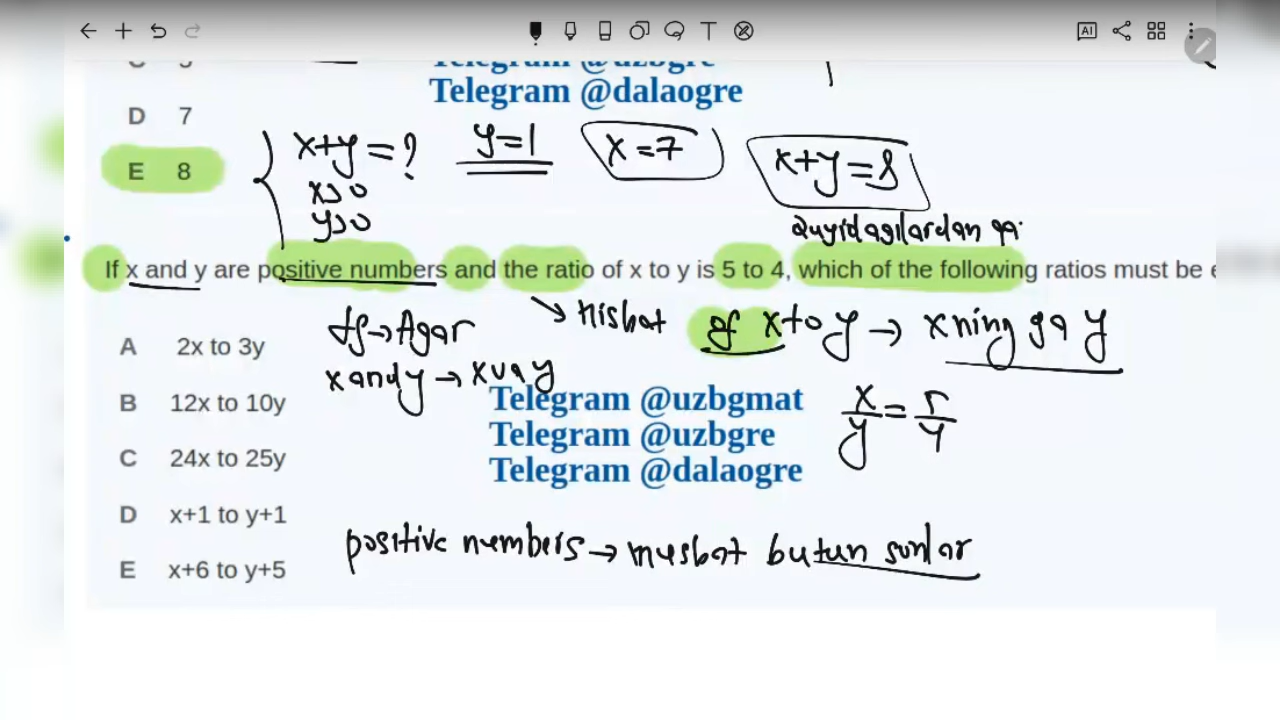 Telegram @uzbgre
Telegram @dalaogre
D 7
E 8
x+y=?
x>0
y>0
y=1
x=7
x+y=8
quyidagilardan qa
If x and y are positive numbers and the ratio of x to y is 5 to 4, which of the following ratios must be e
If→Agar
→ nisbat
of x to y → x ning ga y
x and y → x va y
A 2x to 3y
B 12x to 10y
C 24x to 25y
D x+1 to y+1
E x+6 to y+5
Telegram @uzbgmat
Telegram @uzbgre
Telegram @dalaogre
x/y = 5/4
positive numbers → musbat butun sonlar